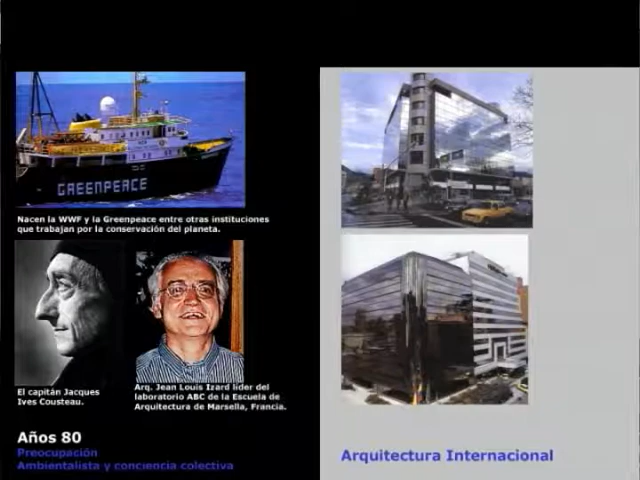 GREENPEACE
Nacen la WWF y la Greenpeace entre otras instituciones
que trabajan por la conservación del planeta.
El capitán Jacques
Ives Cousteau.
Arq. Jean Louis Izard líder del
laboratorio ABC de la Escuela de
Arquitectura de Marsella, Francia.
Años 80
Preocupación
Ambientalista y conciencia colectiva
Arquitectura Internacional